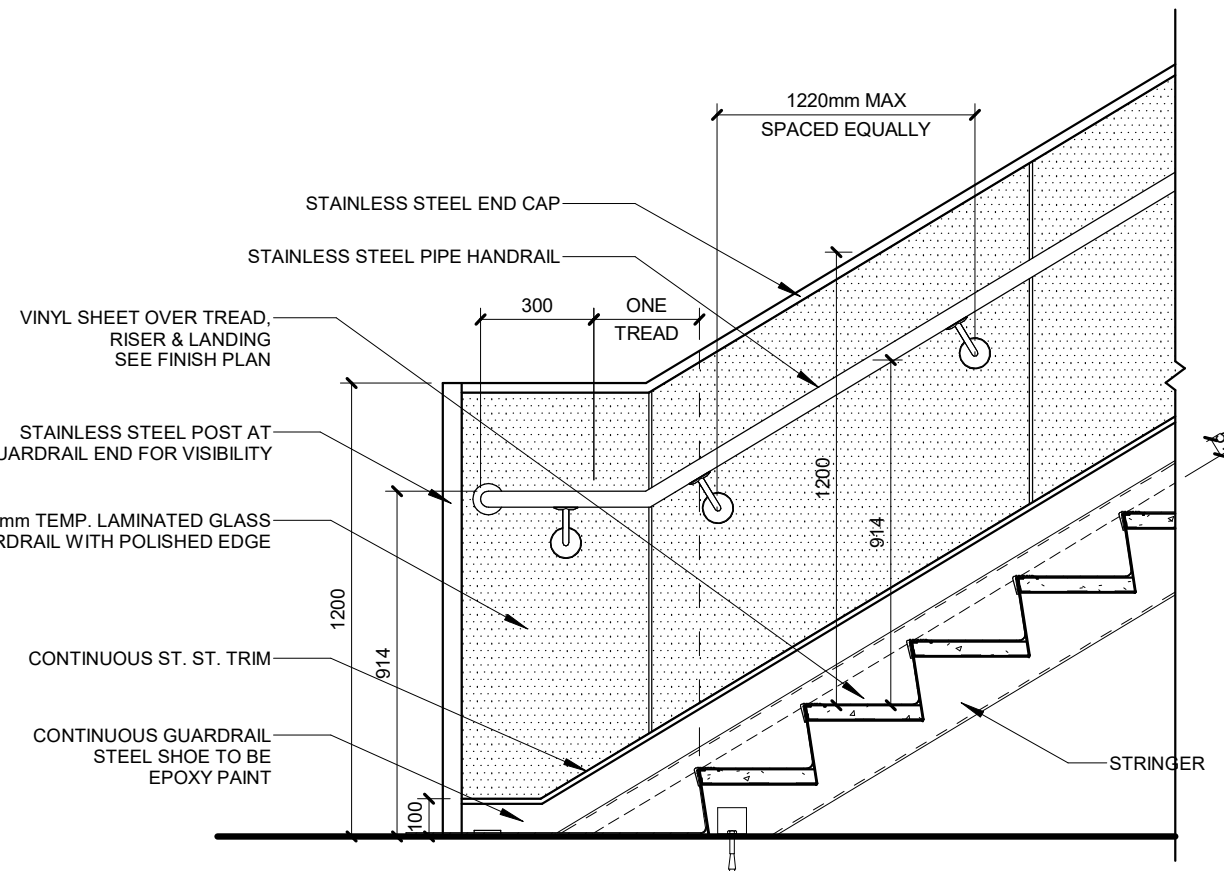 1220mm MAX
SPACED EQUALLY
STAINLESS STEEL END CAP
STAINLESS STEEL PIPE HANDRAIL
300
ONE
TREAD
VINYL SHEET OVER TREAD,
RISER & LANDING
SEE FINISH PLAN
STAINLESS STEEL POST AT
UARDRAIL END FOR VISIBILITY
mm TEMP. LAMINATED GLASS
RDRAIL WITH POLISHED EDGE
1200
914
1200
914
CONTINUOUS ST. ST. TRIM
CONTINUOUS GUARDRAIL
STEEL SHOE TO BE
EPOXY PAINT
100
STRINGER